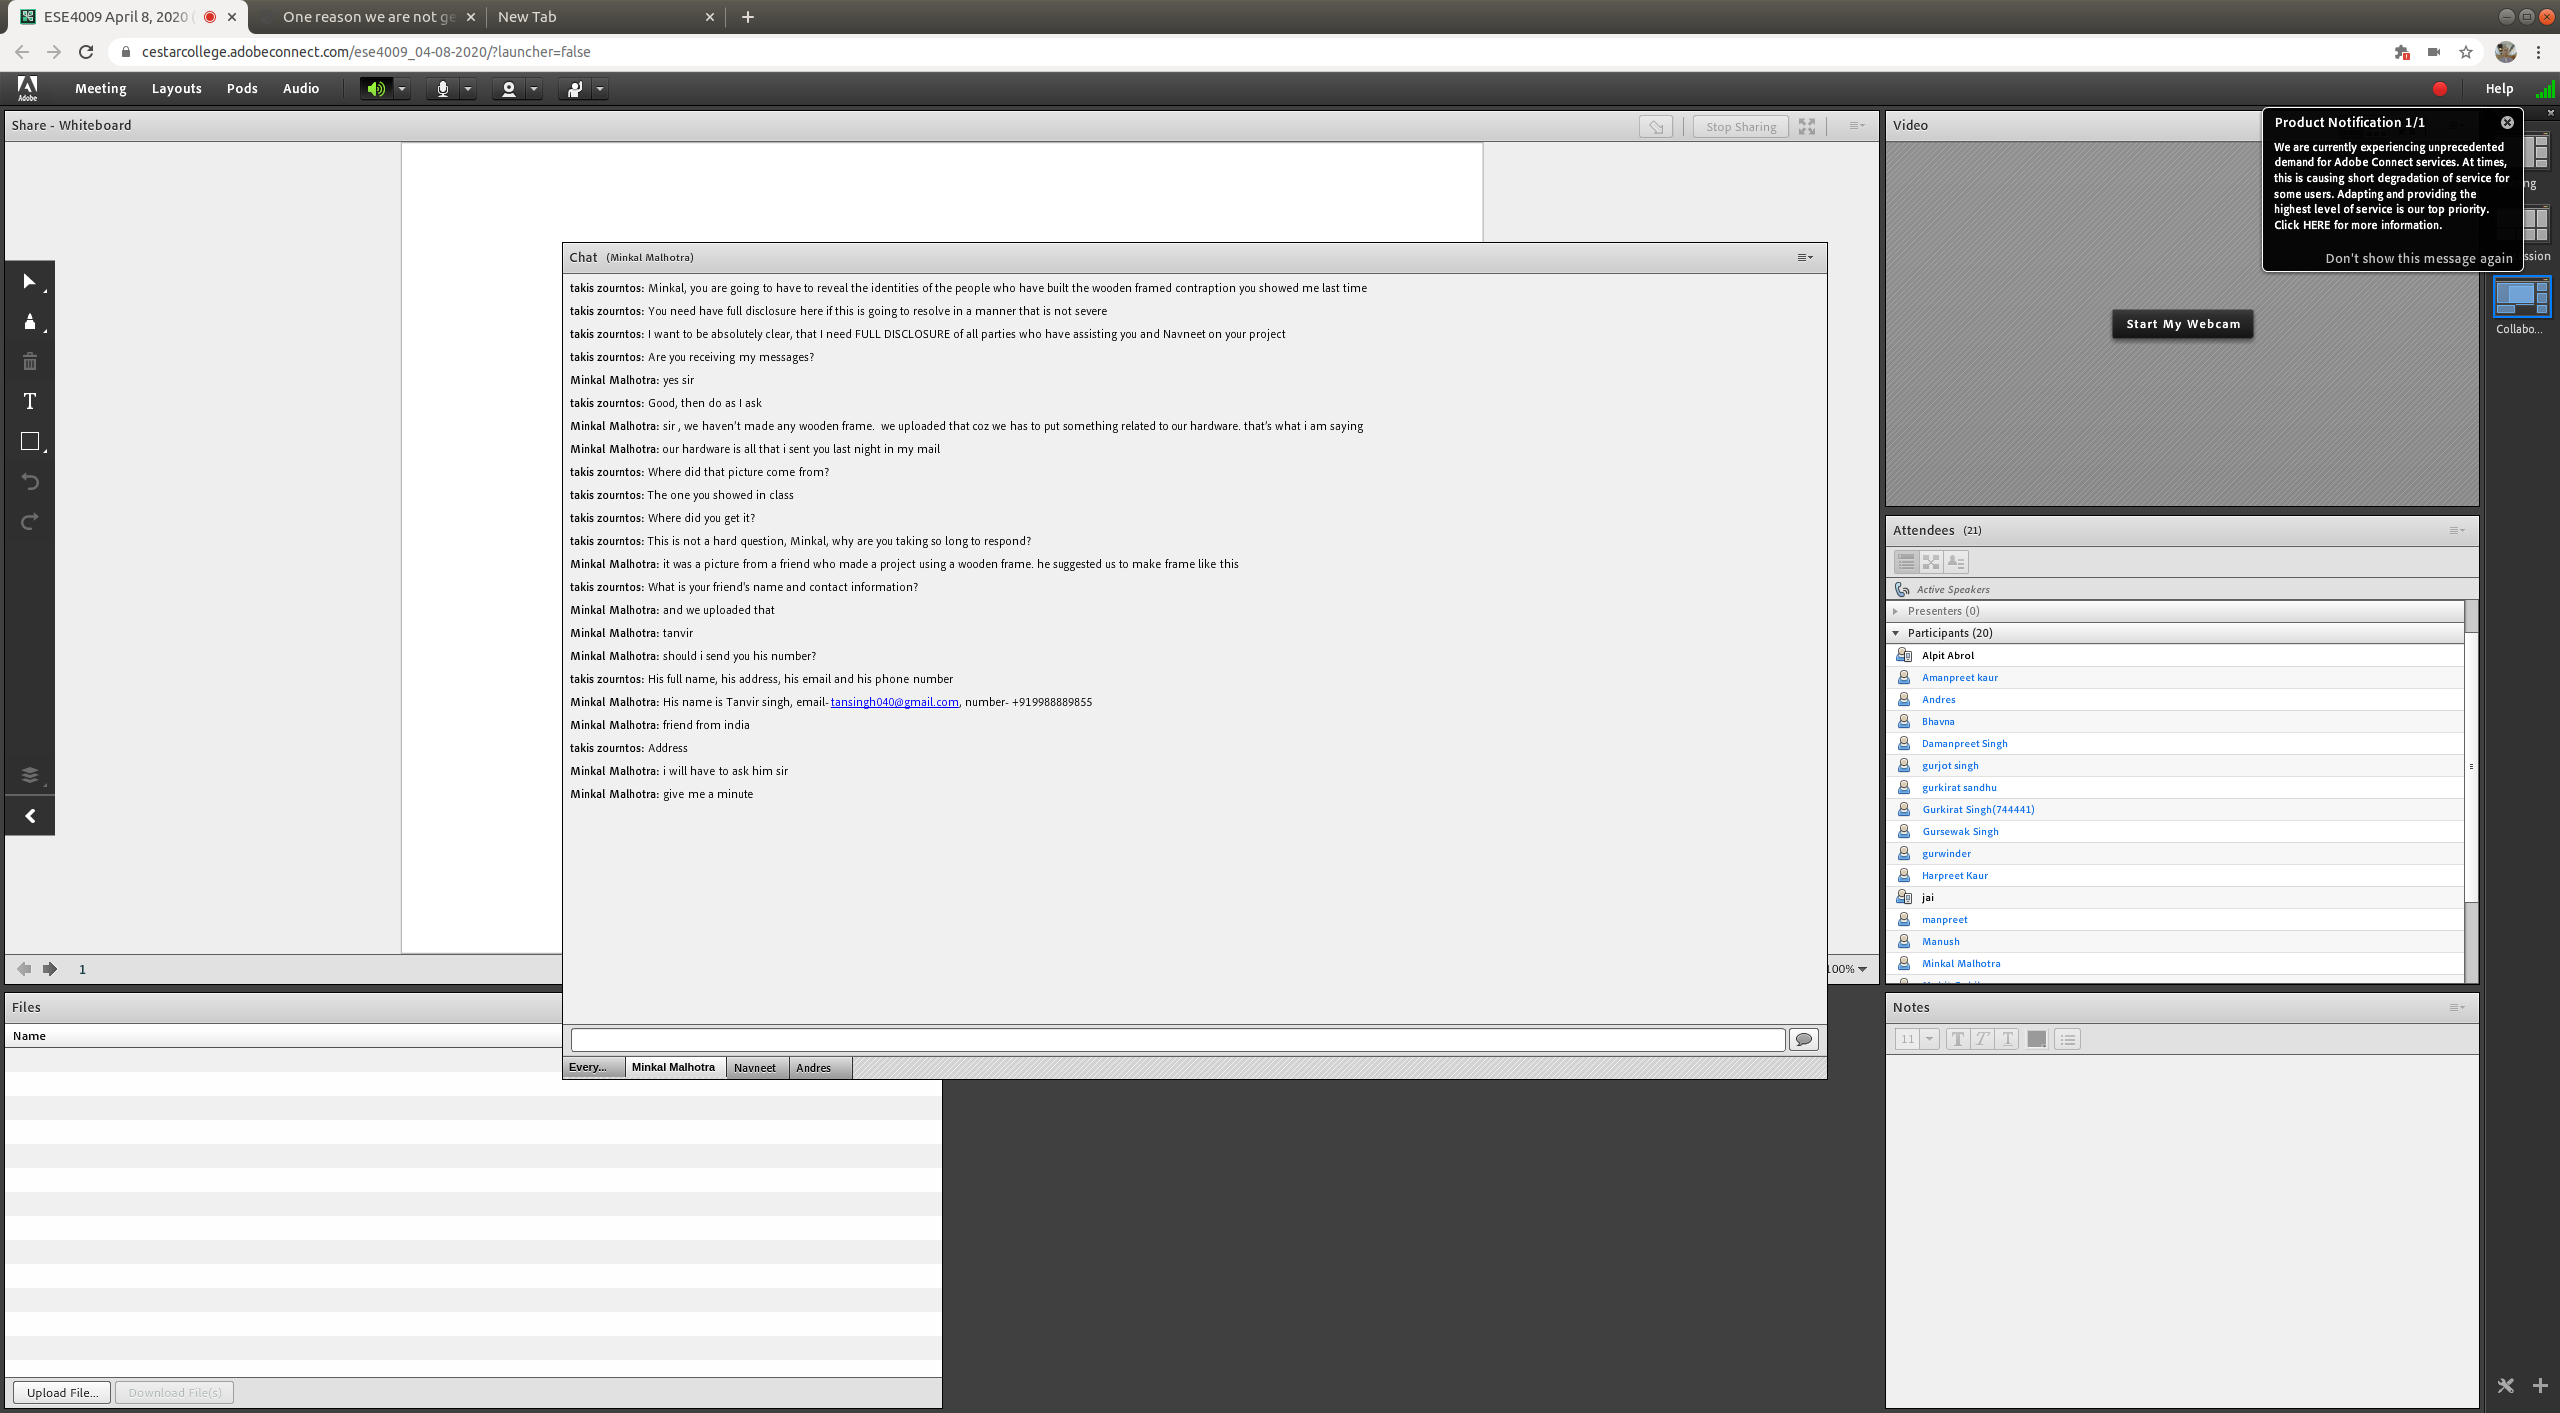 ESE4009 April 8, 2020
One reason we are not ge
New Tab
cestarcollege.adobeconnect.com/ese4009_04-08-2020/?launcher=false
Adobe
Meeting
Layouts
Pods
Audio
Help
Share - Whiteboard
Stop Sharing
Video
Product Notification 1/1
We are currently experiencing unprecedented
demand for Adobe Connect services. At times,
this is causing short degradation of service for
some users. Adapting and providing the
highest level of service is our top priority.
Click HERE for more information.
Don't show this message again
Start My Webcam
Collabo...
Chat (Minkal Malhotra)
takis zourntos: Minkal, you are going to have to reveal the identities of the people who have built the wooden framed contraption you showed me last time
takis zourntos: You need have full disclosure here if this is going to resolve in a manner that is not severe
takis zourntos: I want to be absolutely clear, that I need FULL DISCLOSURE of all parties who have assisting you and Navneet on your project
takis zourntos: Are you receiving my messages?
Minkal Malhotra: yes sir
takis zourntos: Good, then do as I ask
Minkal Malhotra: sir , we haven't made any wooden frame.  we uploaded that coz we has to put something related to our hardware. that's what i am saying
Minkal Malhotra: our hardware is all that i sent you last night in my mail
takis zourntos: Where did that picture come from?
takis zourntos: The one you showed in class
takis zourntos: Where did you get it?
takis zourntos: This is not a hard question, Minkal, why are you taking so long to respond?
Minkal Malhotra: it was a picture from a friend who made a project using a wooden frame. he suggested us to make frame like this
takis zourntos: What is your friend's name and contact information?
Minkal Malhotra: and we uploaded that
Minkal Malhotra: tanvir
Minkal Malhotra: should i send you his number?
takis zourntos: His full name, his address, his email and his phone number
Minkal Malhotra: His name is Tanvir singh, email- tansingh040@gmail.com, number- +919988889855
Minkal Malhotra: friend from india
takis zourntos: Address
Minkal Malhotra: i will have to ask him sir
Minkal Malhotra: give me a minute
Every...
Minkal Malhotra
Navneet
Andres
1
100%
Attendees (21)
Active Speakers
Presenters (0)
Participants (20)
Alpit Abrol
Amanpreet kaur
Andres
Bhavna
Damanpreet Singh
gurjot singh
gurkirat sandhu
Gurkirat Singh(744441)
Gursewak Singh
gurwinder
Harpreet Kaur
jai
manpreet
Manush
Minkal Malhotra
Files
Name
Upload File...
Download File(s)
Notes
11
T T T